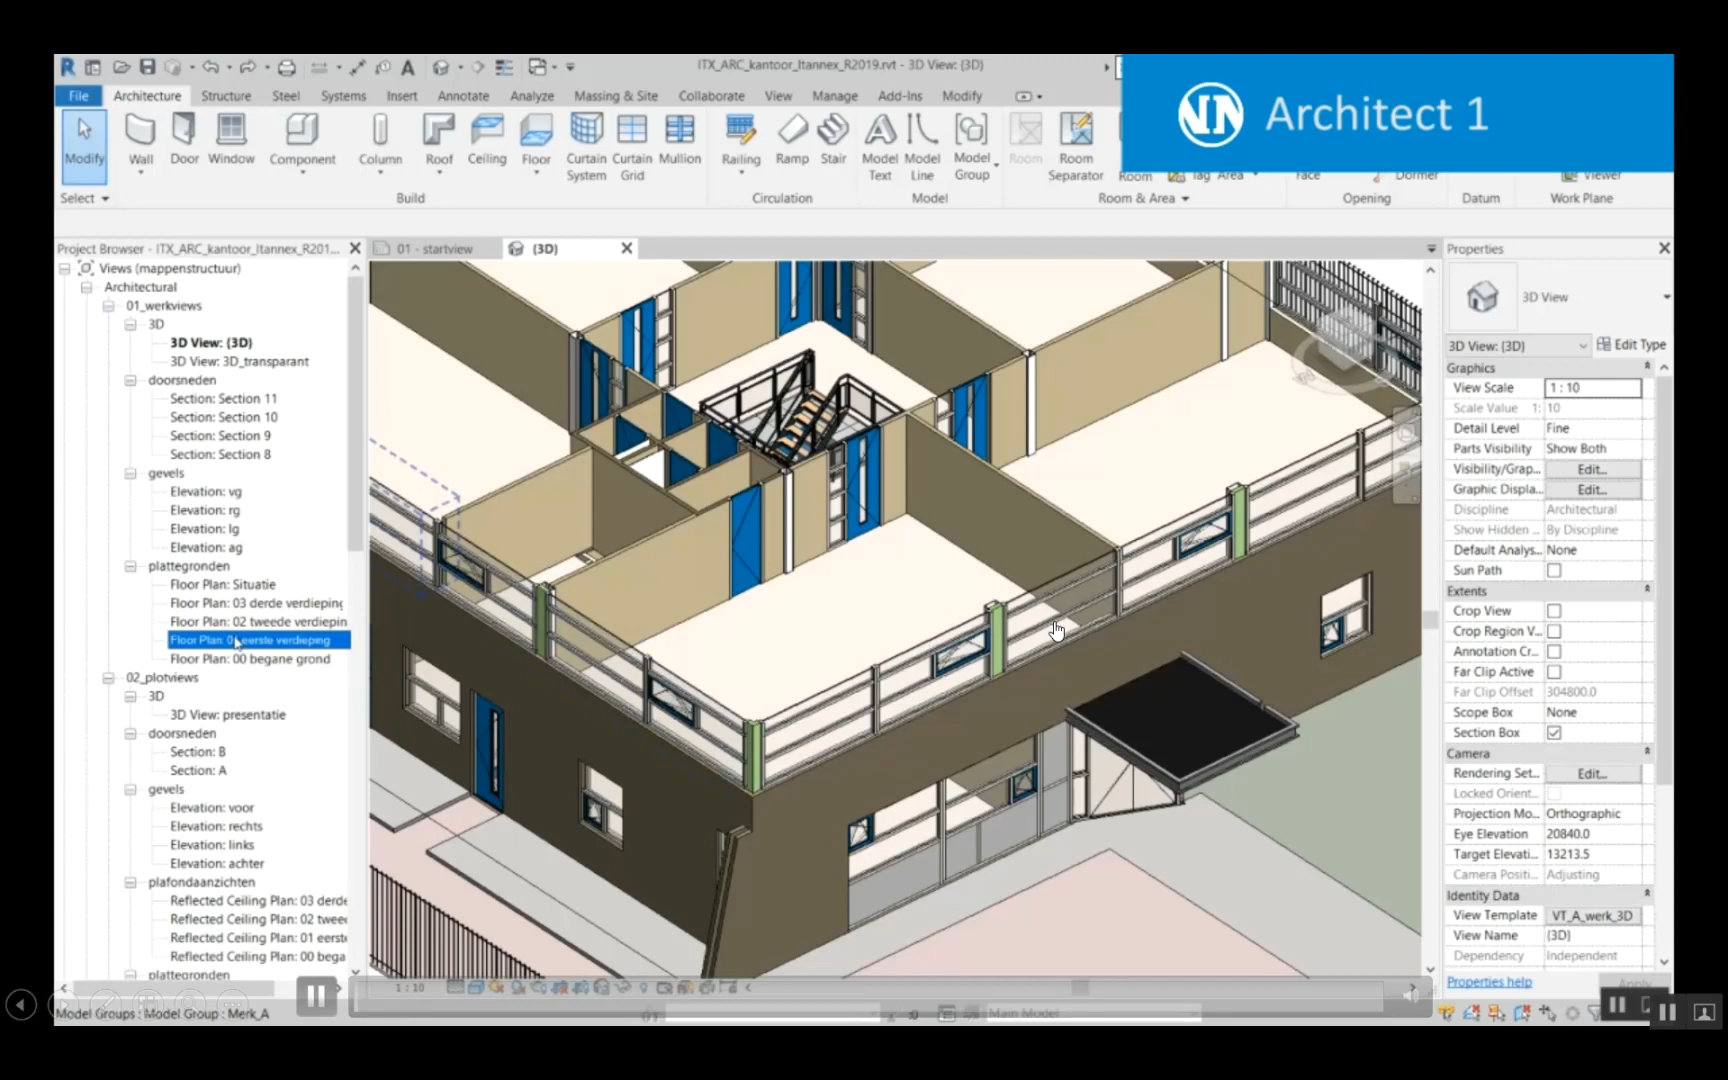 ITX_ARC_kantoor_Itannex_R2019.rvt - 3D View: {3D}
Architect 1
File Architecture Structure Steel Systems Insert Annotate Analyze Massing & Site Collaborate View Manage Add-Ins Modify
Modify Wall Door Window Component Column Roof Ceiling Floor Curtain System Curtain Grid Mullion Railing Ramp Stair Model Text Model Line Model Group Room Room Separator Room Tag Area Face Dormer Viewer
Select Build Circulation Model Room & Area Opening Datum Work Plane
Project Browser - ITX_ARC_kantoor_Itannex_R201...
01 - startview
{3D}
Properties
Views (mappenstructuur)
Architectural
01_werkviews
3D
3D View: {3D}
3D View: 3D_transparant
doorsneden
Section: Section 11
Section: Section 10
Section: Section 9
Section: Section 8
gevels
Elevation: vg
Elevation: rg
Elevation: lg
Elevation: ag
plattegronden
Floor Plan: Situatie
Floor Plan: 03 derde verdieping
Floor Plan: 02 tweede verdiepin
Floor Plan: 01 eerste verdieping
Floor Plan: 00 begane grond
02_plotviews
3D
3D View: presentatie
doorsneden
Section: B
Section: A
gevels
Elevation: voor
Elevation: rechts
Elevation: links
Elevation: achter
plafondaanzichten
Reflected Ceiling Plan: 03 derde
Reflected Ceiling Plan: 02 twee
Reflected Ceiling Plan: 01 eerst
Reflected Ceiling Plan: 00 bega
plattegronden
3D View
3D View: {3D} Edit Type
Graphics
View Scale 1 : 10
Scale Value 1: 10
Detail Level Fine
Parts Visibility Show Both
Visibility/Grap... Edit...
Graphic Displa... Edit...
Discipline Architectural
Show Hidden ... By Discipline
Default Analys... None
Sun Path
Extents
Crop View
Crop Region V...
Annotation Cr...
Far Clip Active
Far Clip Offset 304800.0
Scope Box None
Section Box
Camera
Rendering Set... Edit...
Locked Orient...
Projection Mo... Orthographic
Eye Elevation 20840.0
Target Elevati... 13213.5
Camera Positi... Adjusting
Identity Data
View Template VT_A_werk_3D
View Name {3D}
Dependency Independent
Properties help Apply
1 : 10
Model Groups : Model Group : Merk_A
:0
Main Model